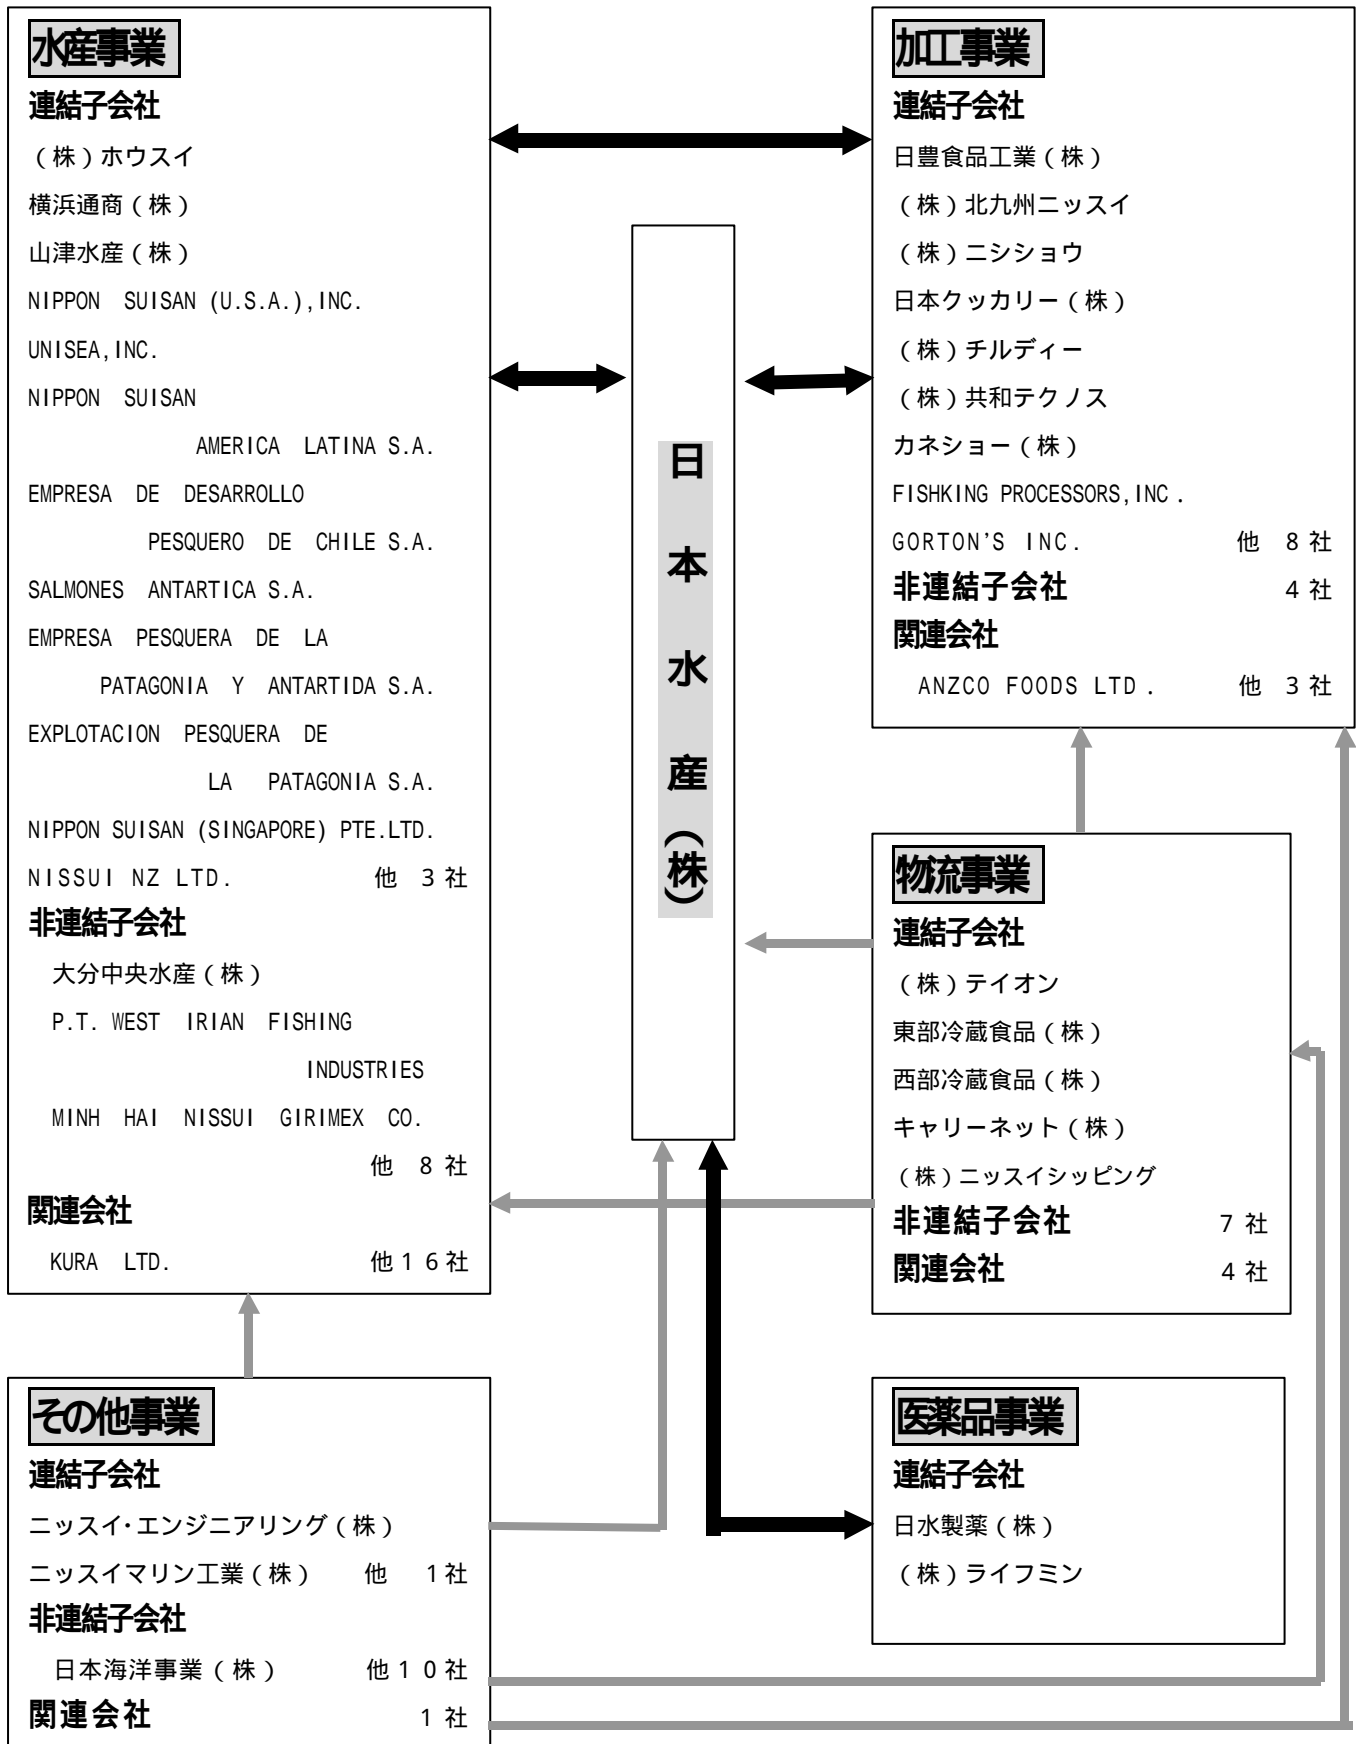 水産事業
連結子会社
（株）ホウスイ
横浜通商（株）
山津水産（株）
NIPPON SUISAN (U.S.A.),INC.
UNISEA,INC.
NIPPON SUISAN
AMERICA LATINA S.A.
EMPRESA DE DESARROLLO
PESQUERO DE CHILE S.A.
SALMONES ANTARTICA S.A.
EMPRESA PESQUERA DE LA
PATAGONIA Y ANTARTIDA S.A.
EXPLOTACION PESQUERA DE
LA PATAGONIA S.A.
NIPPON SUISAN (SINGAPORE) PTE.LTD.
NISSUI NZ LTD. 他 3社
非連結子会社
大分中央水産（株）
P.T. WEST IRIAN FISHING
INDUSTRIES
MINH HAI NISSUI GIRIMEX CO.
他 8社
関連会社
KURA LTD. 他16社
日本水産（株）
加工事業
連結子会社
日豊食品工業（株）
（株）北九州ニッスイ
（株）ニシショウ
日本クッカリー（株）
（株）チルディー
（株）共和テクノス
カネショー（株）
FISHKING PROCESSORS,INC.
GORTON'S INC. 他 8社
非連結子会社 4社
関連会社
ANZCO FOODS LTD. 他 3社
物流事業
連結子会社
（株）テイオン
東部冷蔵食品（株）
西部冷蔵食品（株）
キャリーネット（株）
（株）ニッスイシッピング
非連結子会社 7社
関連会社 4社
その他事業
連結子会社
ニッスイ・エンジニアリング（株）
ニッスイマリン工業（株） 他 1社
非連結子会社
日本海洋事業（株） 他10社
関連会社 1社
医薬品事業
連結子会社
日水製薬（株）
（株）ライフミン